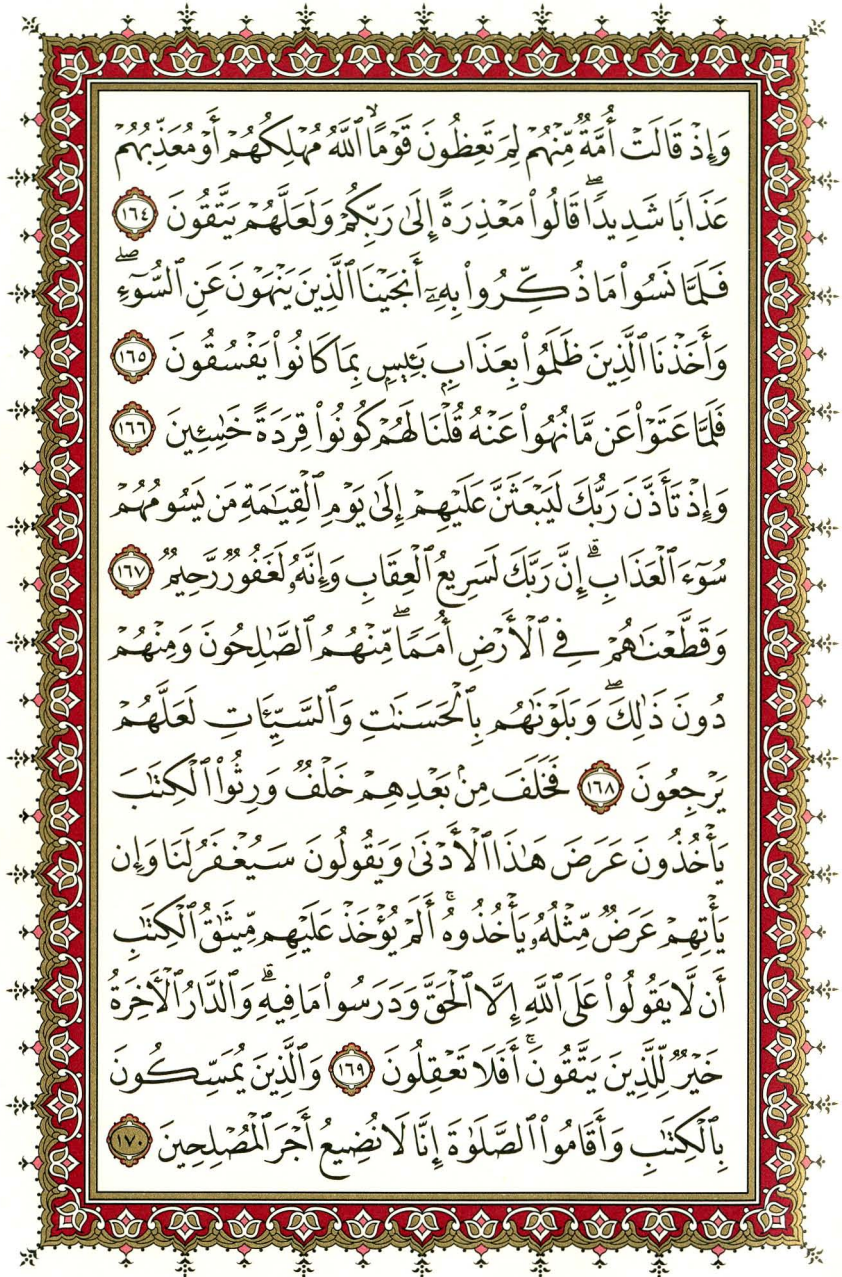 وَإِذْ قَالَتْ أُمَّةٌ مِّنْهُمْ لِمَ تَعِظُونَ قَوْمًا ۙ ٱللَّهُ مُهْلِكُهُمْ أَوْ مُعَذِّبُهُمْ
عَذَابًا شَدِيدًا ۖ قَالُوا۟ مَعْذِرَةً إِلَىٰ رَبِّكُمْ وَلَعَلَّهُمْ يَتَّقُونَ ١٦٤
فَلَمَّا نَسُوا۟ مَا ذُكِّرُوا۟ بِهِۦٓ أَنجَيْنَا ٱلَّذِينَ يَنْهَوْنَ عَنِ ٱلسُّوٓءِ ۖ
وَأَخَذْنَا ٱلَّذِينَ ظَلَمُوا۟ بِعَذَابٍۭ بَـِٔيسٍۭ بِمَا كَانُوا۟ يَفْسُقُونَ ١٦٥
فَلَمَّا عَتَوْا۟ عَن مَّا نُهُوا۟ عَنْهُ قُلْنَا لَهُمْ كُونُوا۟ قِرَدَةً خَـٰسِـِٔينَ ١٦٦
وَإِذْ تَأَذَّنَ رَبُّكَ لَيَبْعَثَنَّ عَلَيْهِمْ إِلَىٰ يَوْمِ ٱلْقِيَـٰمَةِ مَن يَسُومُهُمْ
سُوٓءَ ٱلْعَذَابِ ۗ إِنَّ رَبَّكَ لَسَرِيعُ ٱلْعِقَابِ وَإِنَّهُۥ لَغَفُورٌ رَّحِيمٌ ١٦٧
وَقَطَّعْنَـٰهُمْ فِى ٱلْأَرْضِ أُمَمًا ۖ مِّنْهُمُ ٱلصَّـٰلِحُونَ وَمِنْهُمْ
دُونَ ذَٰلِكَ ۖ وَبَلَوْنَـٰهُم بِٱلْحَسَنَـٰتِ وَٱلسَّيِّـَٔاتِ لَعَلَّهُمْ
يَرْجِعُونَ ١٦٨ فَخَلَفَ مِنۢ بَعْدِهِمْ خَلْفٌ وَرِثُوا۟ ٱلْكِتَـٰبَ
يَأْخُذُونَ عَرَضَ هَـٰذَا ٱلْأَدْنَىٰ وَيَقُولُونَ سَيُغْفَرُ لَنَا وَإِن
يَأْتِهِمْ عَرَضٌ مِّثْلُهُۥ يَأْخُذُوهُ ۚ أَلَمْ يُؤْخَذْ عَلَيْهِم مِّيثَـٰقُ ٱلْكِتَـٰبِ
أَن لَّا يَقُولُوا۟ عَلَى ٱللَّهِ إِلَّا ٱلْحَقَّ وَدَرَسُوا۟ مَا فِيهِ ۗ وَٱلدَّارُ ٱلْـَٔاخِرَةُ
خَيْرٌ لِّلَّذِينَ يَتَّقُونَ ۗ أَفَلَا تَعْقِلُونَ ١٦٩ وَٱلَّذِينَ يُمَسِّكُونَ
بِٱلْكِتَـٰبِ وَأَقَامُوا۟ ٱلصَّلَوٰةَ إِنَّا لَا نُضِيعُ أَجْرَ ٱلْمُصْلِحِينَ ١٧٠